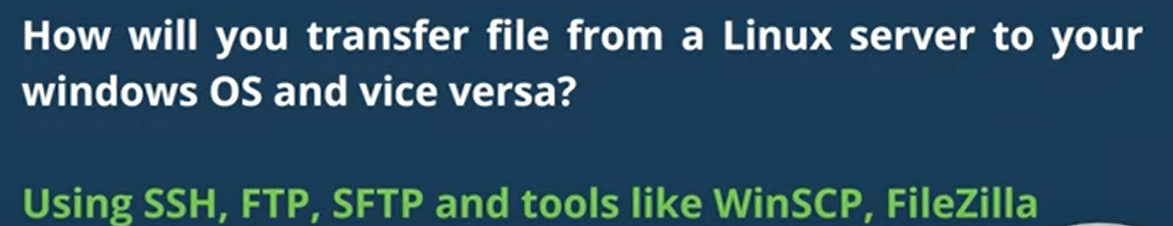 How will you transfer file from a Linux server to your
windows OS and vice versa?
Using SSH, FTP, SFTP and tools like WinSCP, FileZilla